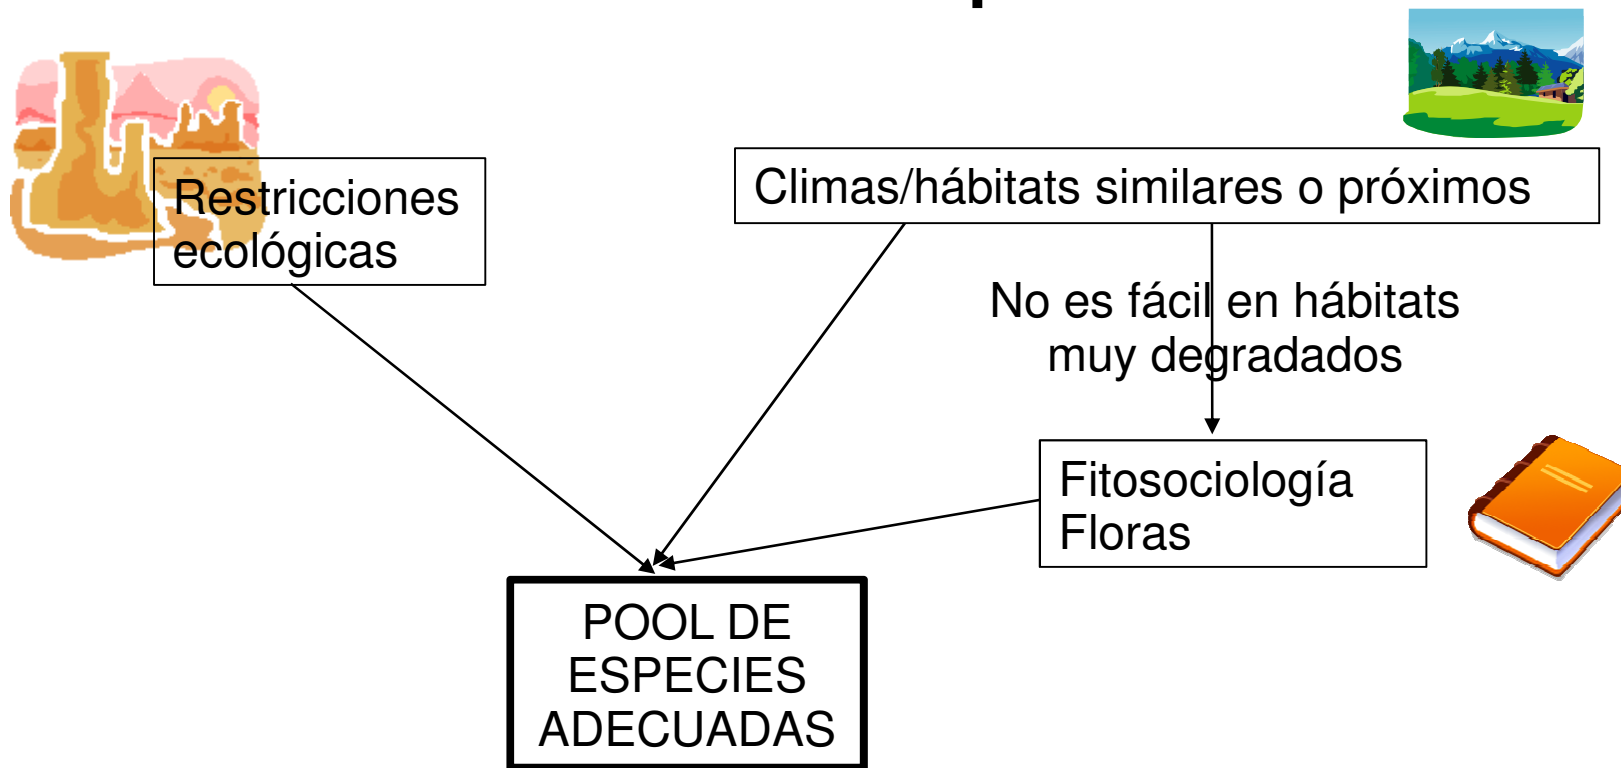 Restricciones
ecológicas
Climas/hábitats similares o próximos
No es fácil en hábitats
muy degradados
Fitosociología
Floras
POOL DE
ESPECIES
ADECUADAS